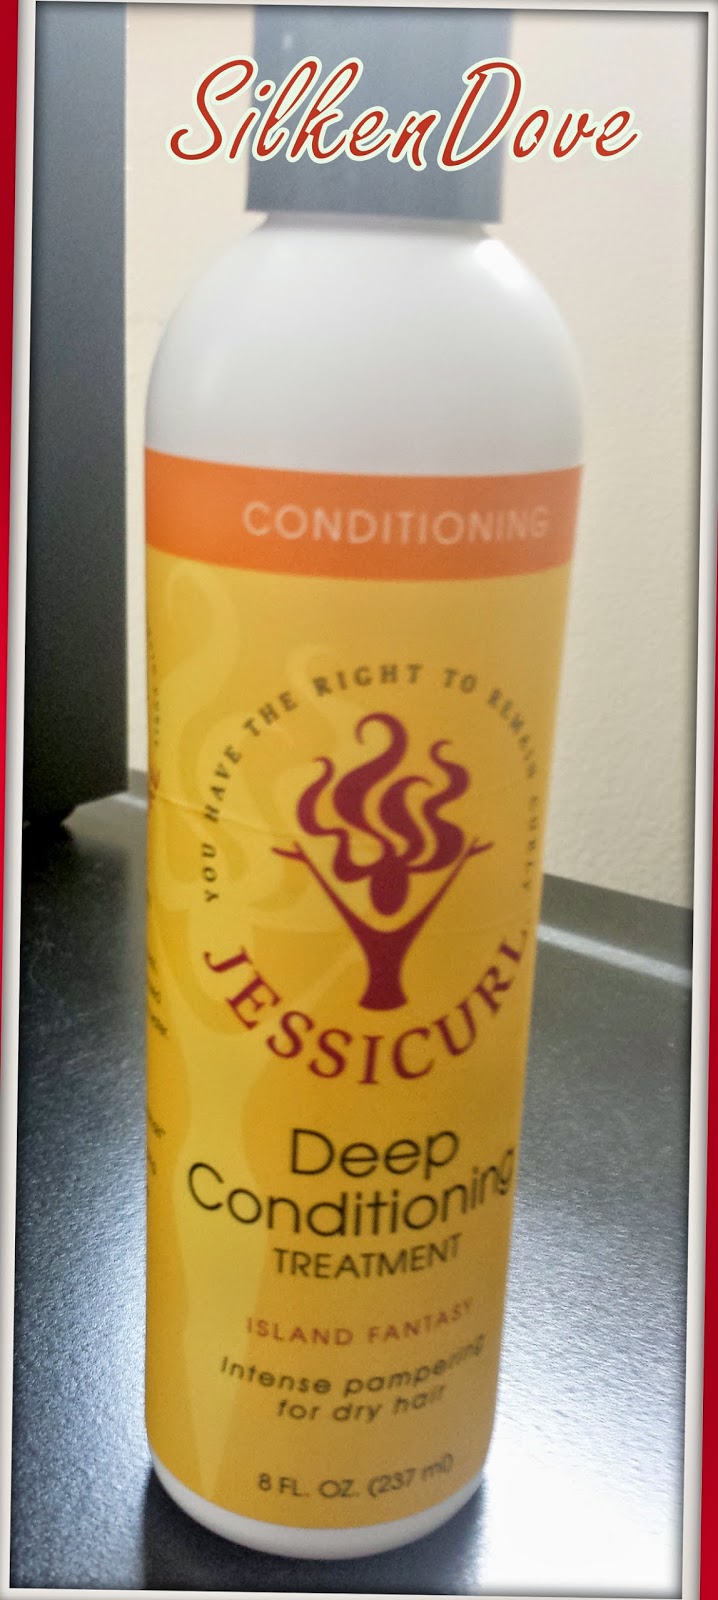 SilkenDove
CONDITIONING
YOU HAVE THE RIGHT TO REMAIN CURLY
JESSICURL
Deep
Conditioning
TREATMENT
ISLAND FANTASY
Intense pampering
for dry hair
8 FL. OZ. (237 ml)